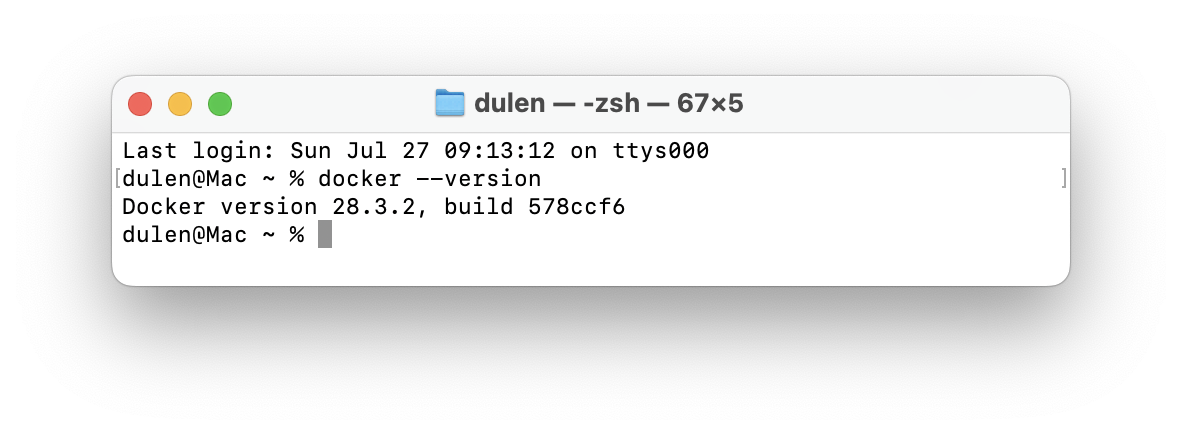 dulen — -zsh — 67×5
Last login: Sun Jul 27 09:13:12 on ttys000
[dulen@Mac ~ % docker --version ]
Docker version 28.3.2, build 578ccf6
dulen@Mac ~ %